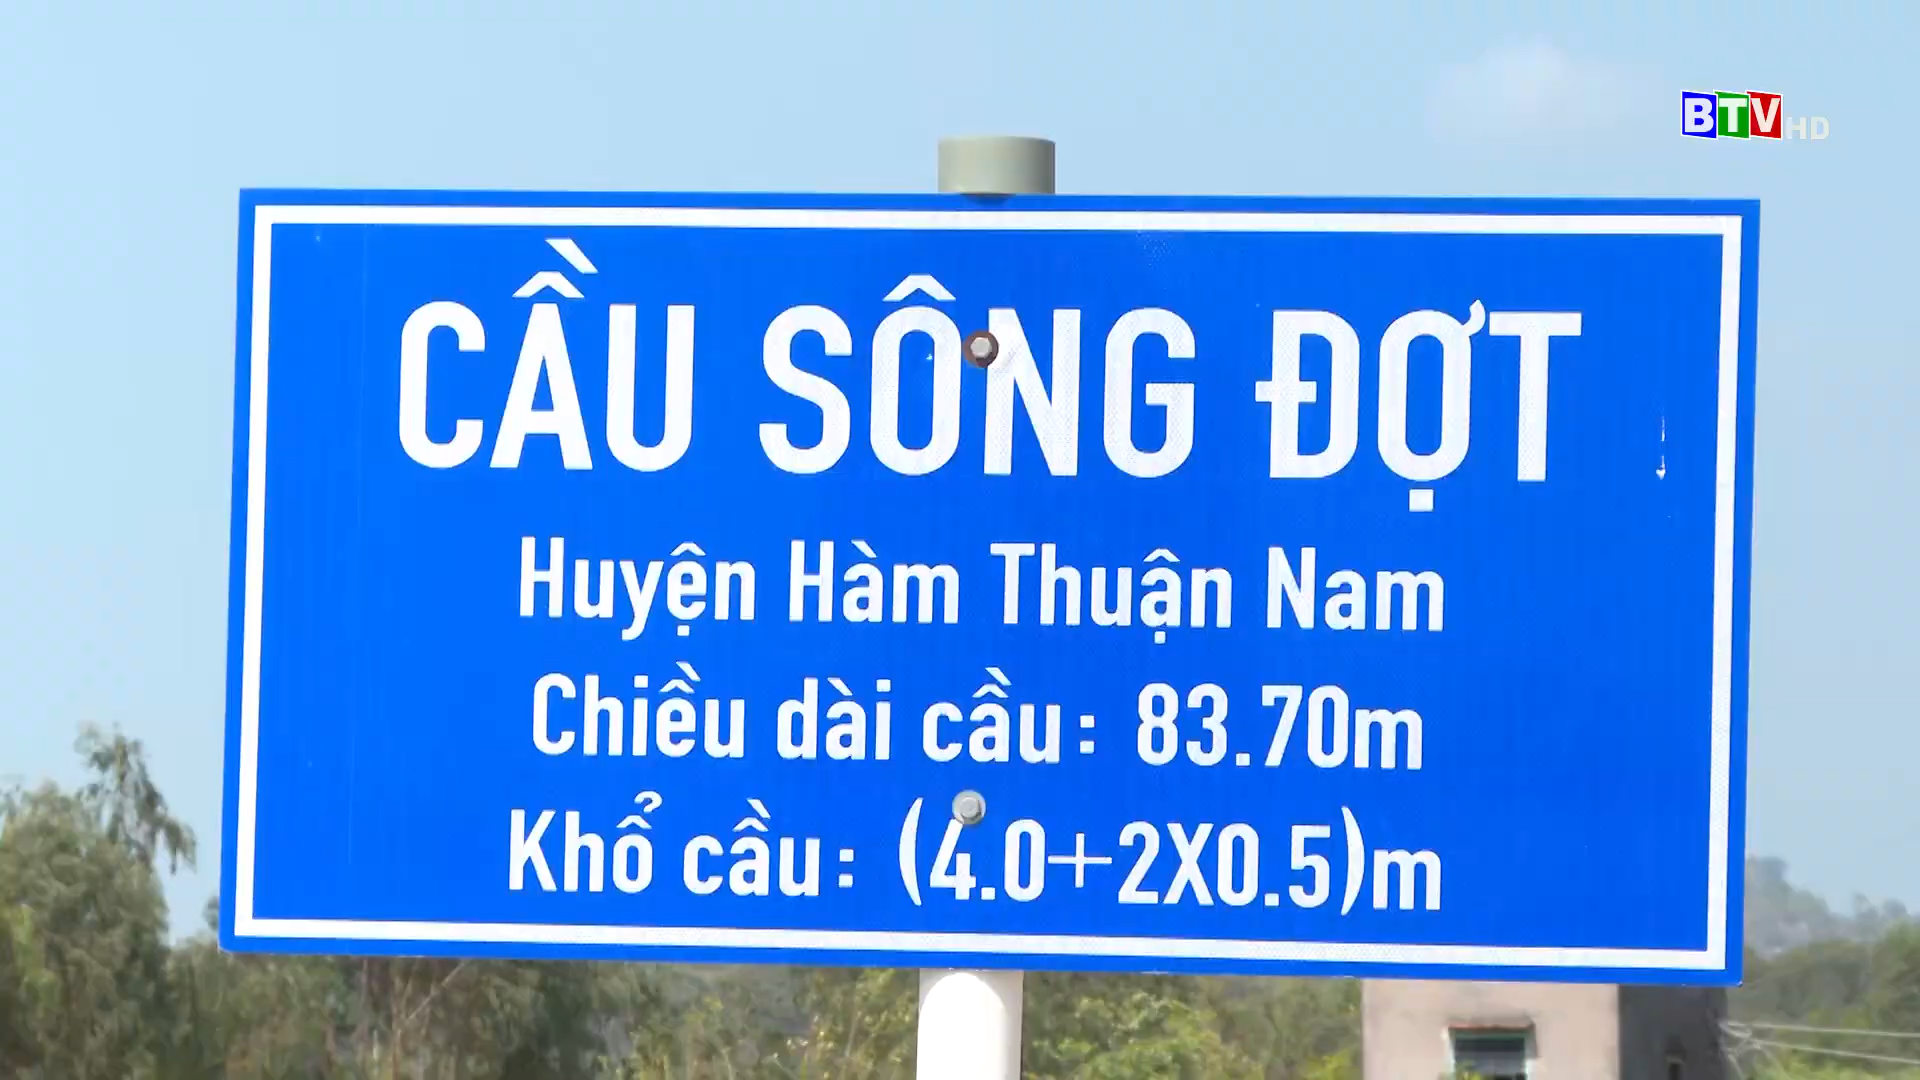 BTV HD
CẦU SÔNG ĐỢT
Huyện Hàm Thuận Nam
Chiều dài cầu: 83.70m
Khổ cầu: (4.0+2X0.5)m